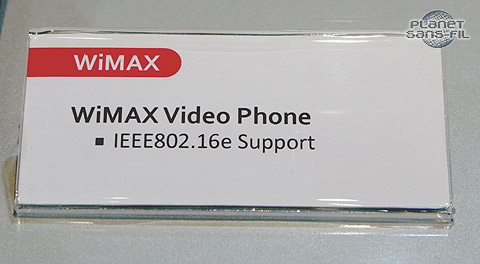 PLANET
SANS-FIL
WiMAX
WiMAX Video Phone
▪ IEEE802.16e Support